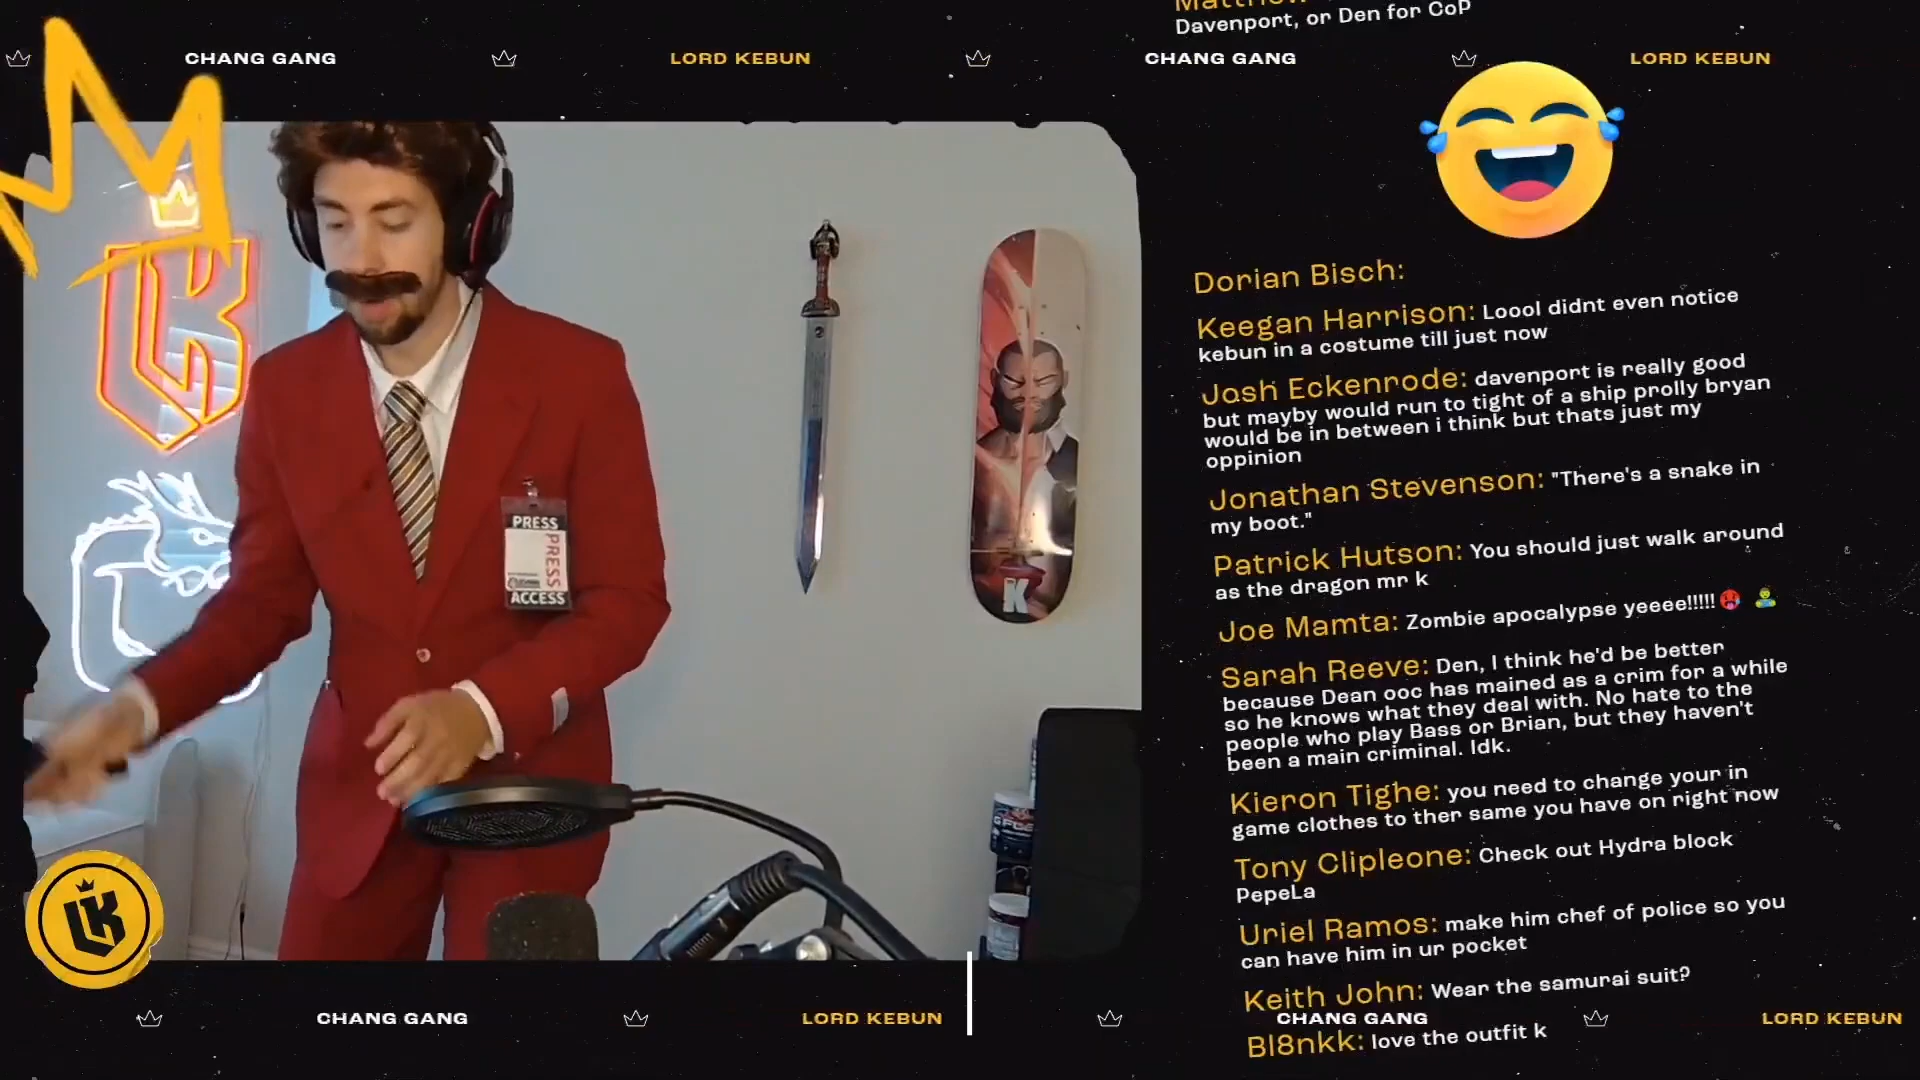 Davenport, or Den for CoP
CHANG GANG
LORD KEBUN
CHANG GANG
LORD KEBUN
LK
PRESS
PRESS
ACCESS
K
LK
Dorian Bisch:
Keegan Harrison: Loool didnt even notice
kebun in a costume till just now
Josh Eckenrode: davenport is really good
but mayby would run to tight of a ship prolly bryan
would be in between i think but thats just my
oppinion
Jonathan Stevenson: "There's a snake in
my boot."
Patrick Hutson: You should just walk around
as the dragon mr k
Joe Mamta: Zombie apocalypse yeeee!!!!!
Sarah Reeve: Den, I think he'd be better
because Dean ooc has mained as a crim for a while
so he knows what they deal with. No hate to the
people who play Bass or Brian, but they haven't
been a main criminal. Idk.
Kieron Tighe: you need to change your in
game clothes to ther same you have on right now
Tony Clipleone: Check out Hydra block
PepeLa
Uriel Ramos: make him chef of police so you
can have him in ur pocket
Keith John: Wear the samurai suit?
Bl8nkk: love the outfit k
CHANG GANG
LORD KEBUN
CHANG GANG
LORD KEBUN